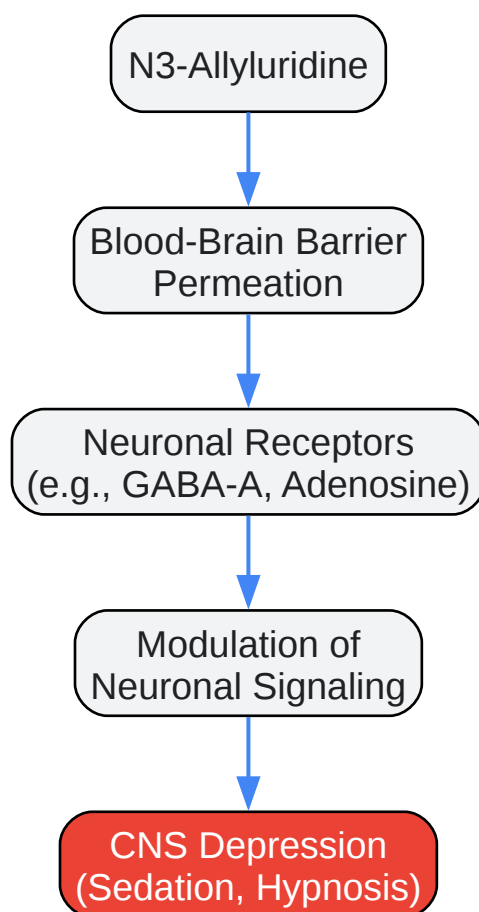 N3-Allyluridine
Blood-Brain Barrier
Permeation
Neuronal Receptors
(e.g., GABA-A, Adenosine)
Modulation of
Neuronal Signaling
CNS Depression
(Sedation, Hypnosis)